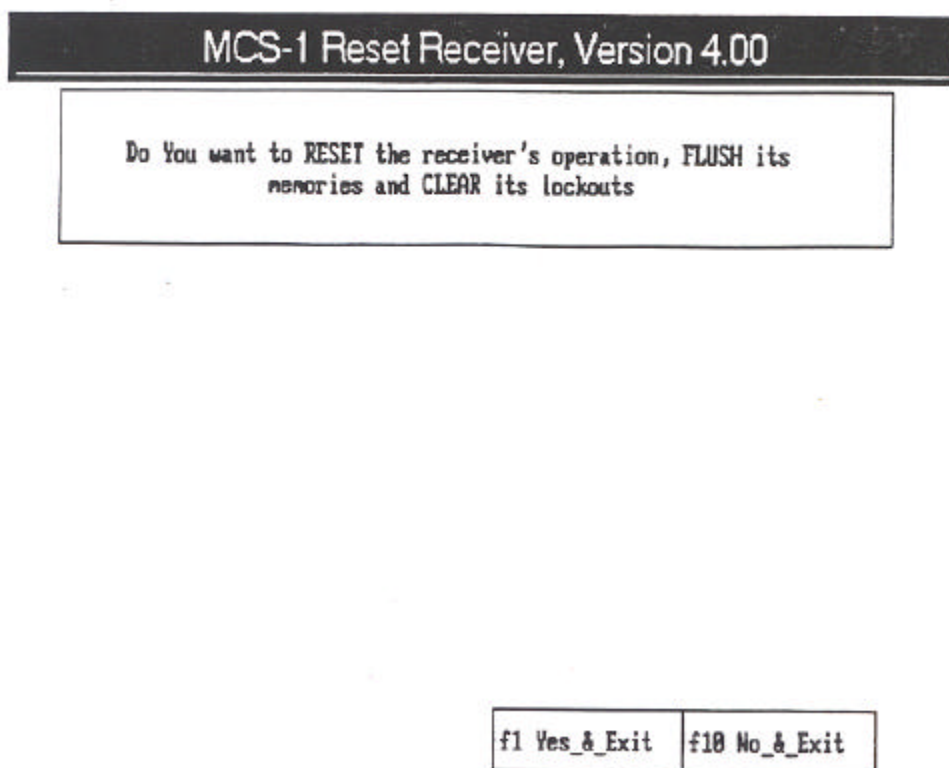 MCS-1 Reset Receiver, Version 4.00
Do You want to RESET the receiver's operation, FLUSH its
memories and CLEAR its lockouts
f1 Yes_&_Exit
f10 No_&_Exit